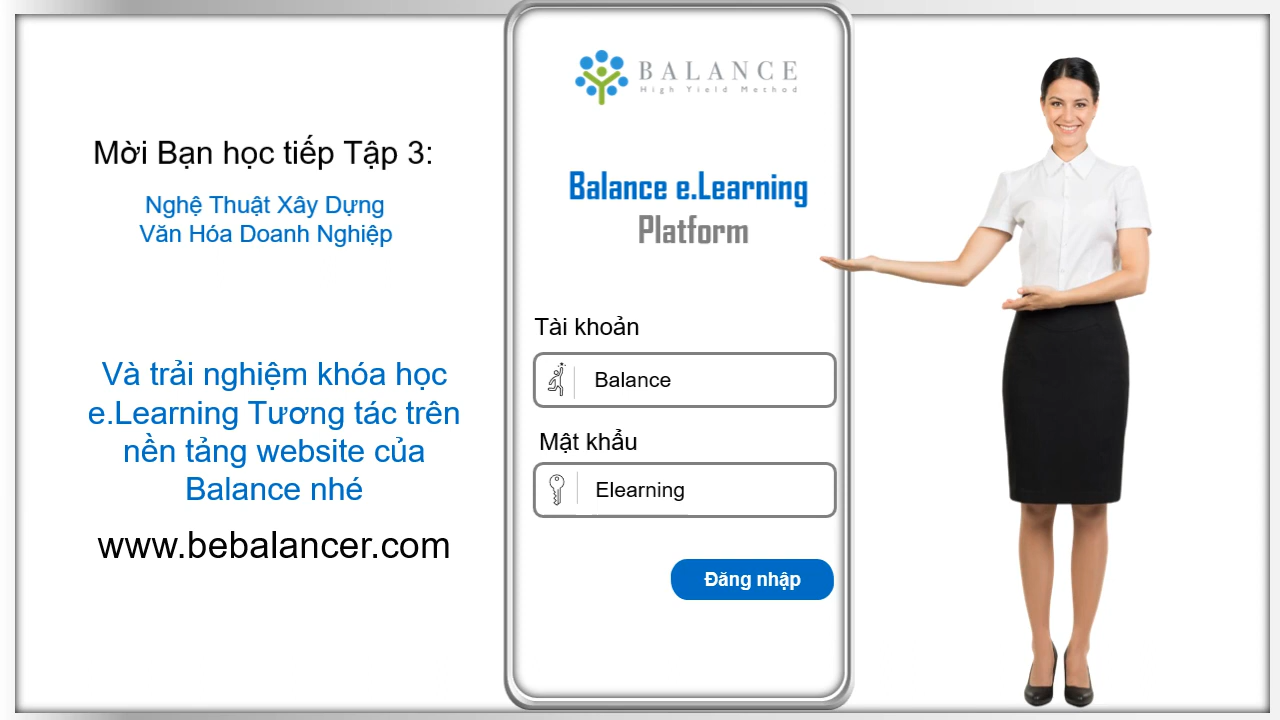 Mời Bạn học tiếp Tập 3:
Nghệ Thuật Xây Dựng
Văn Hóa Doanh Nghiệp
Và trải nghiệm khóa học
e.Learning Tương tác trên
nền tảng website của
Balance nhé
www.bebalancer.com
BALANCE
High Yield Method
Balance e.Learning
Platform
Tài khoản
Balance
Mật khẩu
Elearning
Đăng nhập